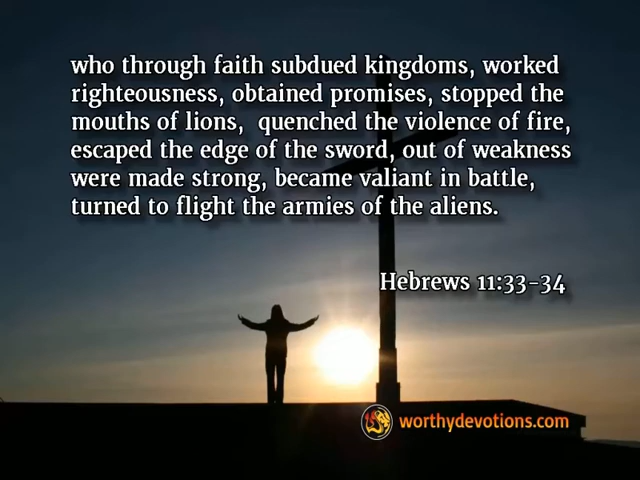 who through faith subdued kingdoms, worked
righteousness, obtained promises, stopped the
mouths of lions,  quenched the violence of fire,
escaped the edge of the sword, out of weakness
were made strong, became valiant in battle,
turned to flight the armies of the aliens.
Hebrews 11:33-34
worthydevotions.com